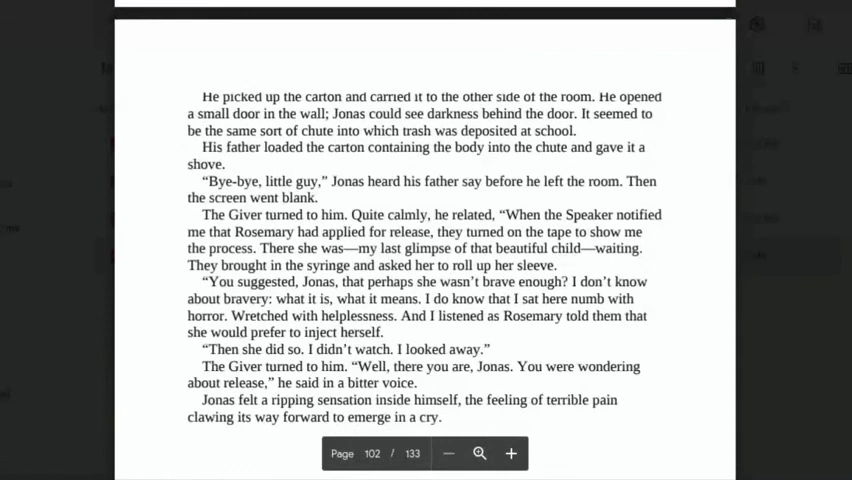 He picked up the carton and carried it to the other side of the room. He opened
a small door in the wall; Jonas could see darkness behind the door. It seemed to
be the same sort of chute into which trash was deposited at school.
His father loaded the carton containing the body into the chute and gave it a
shove.
“Bye-bye, little guy,” Jonas heard his father say before he left the room. Then
the screen went blank.
The Giver turned to him. Quite calmly, he related, “When the Speaker notified
me that Rosemary had applied for release, they turned on the tape to show me
the process. There she was—my last glimpse of that beautiful child—waiting.
They brought in the syringe and asked her to roll up her sleeve.
“You suggested, Jonas, that perhaps she wasn’t brave enough? I don’t know
about bravery: what it is, what it means. I do know that I sat here numb with
horror. Wretched with helplessness. And I listened as Rosemary told them that
she would prefer to inject herself.
“Then she did so. I didn’t watch. I looked away.”
The Giver turned to him. “Well, there you are, Jonas. You were wondering
about release,” he said in a bitter voice.
Jonas felt a ripping sensation inside himself, the feeling of terrible pain
clawing its way forward to emerge in a cry.
Page 102 / 133